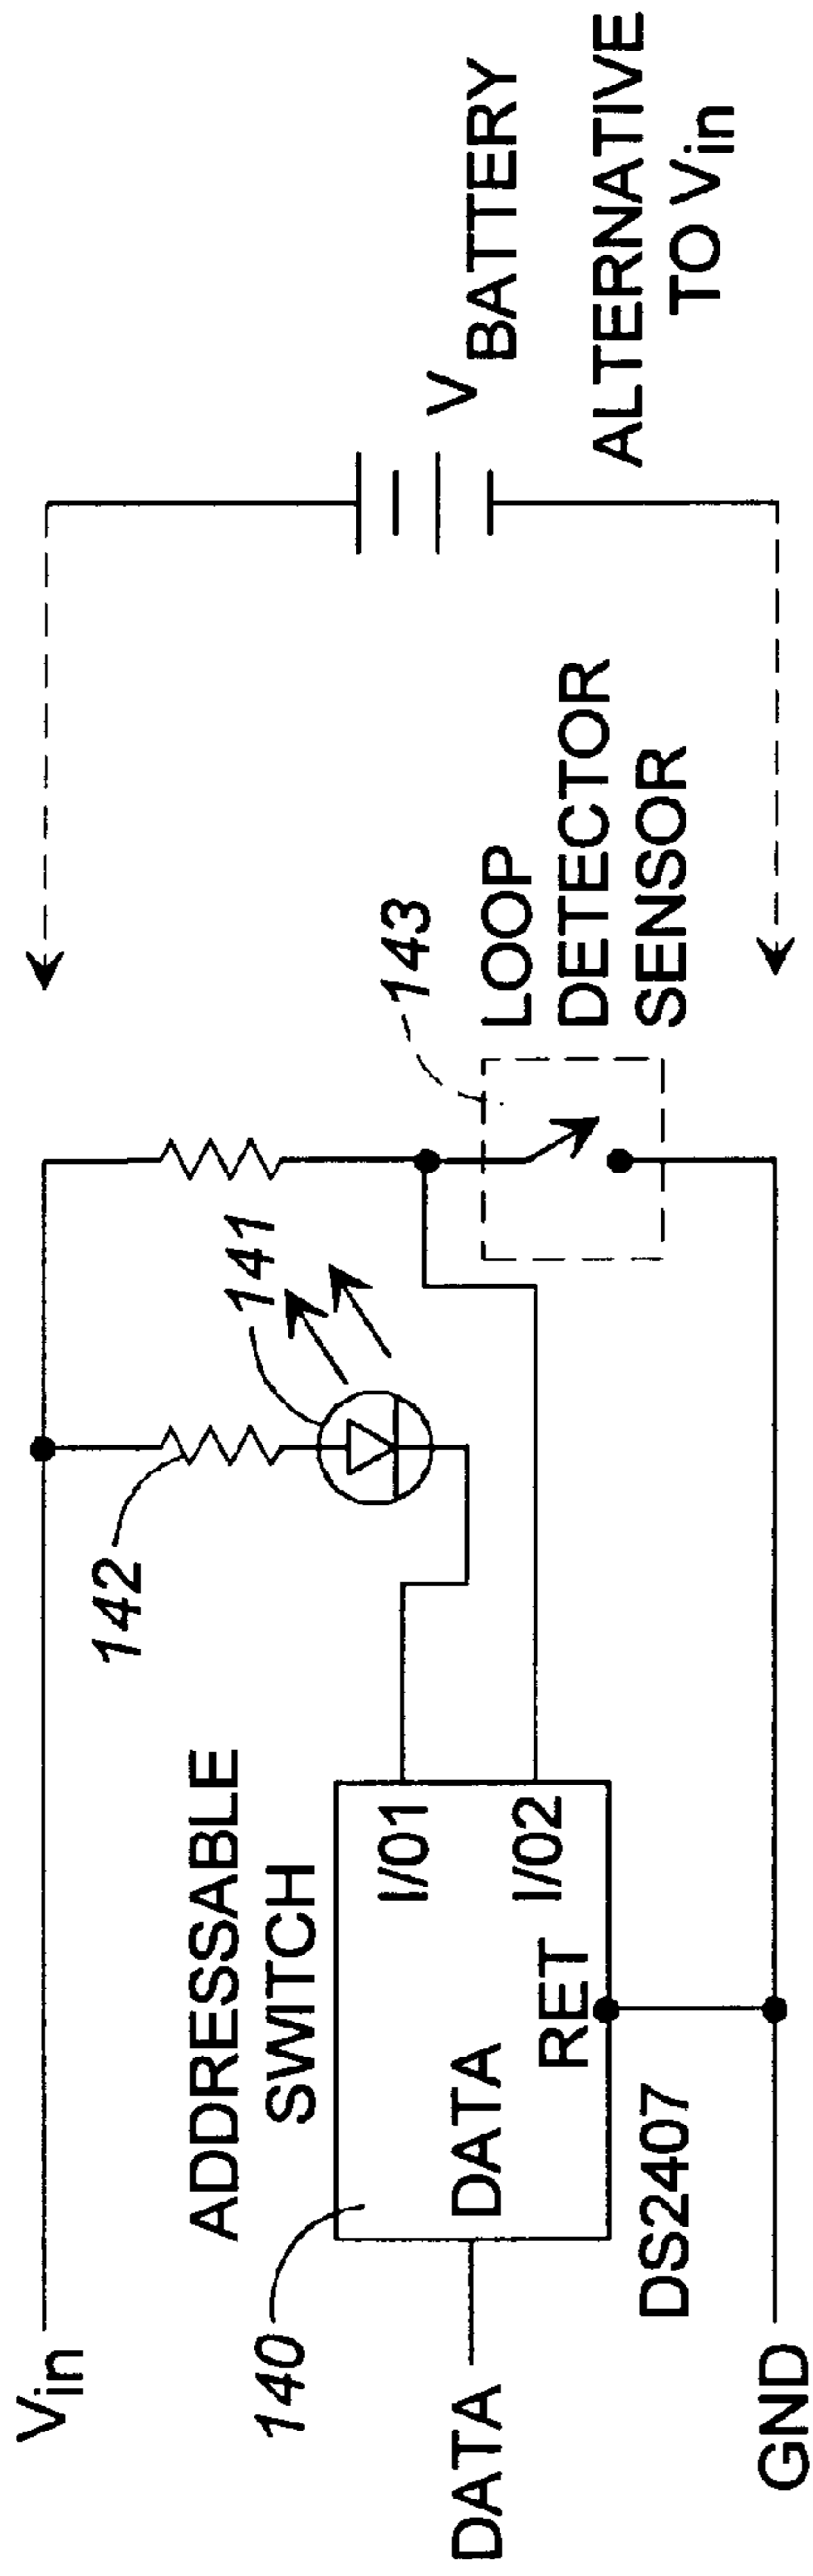 Vin
142
141
143
V BATTERY
ALTERNATIVE
TO Vin
ADDRESSABLE
SWITCH
140
I/01
I/02
DATA
DATA
RET
DS2407
LOOP
DETECTOR
SENSOR
GND